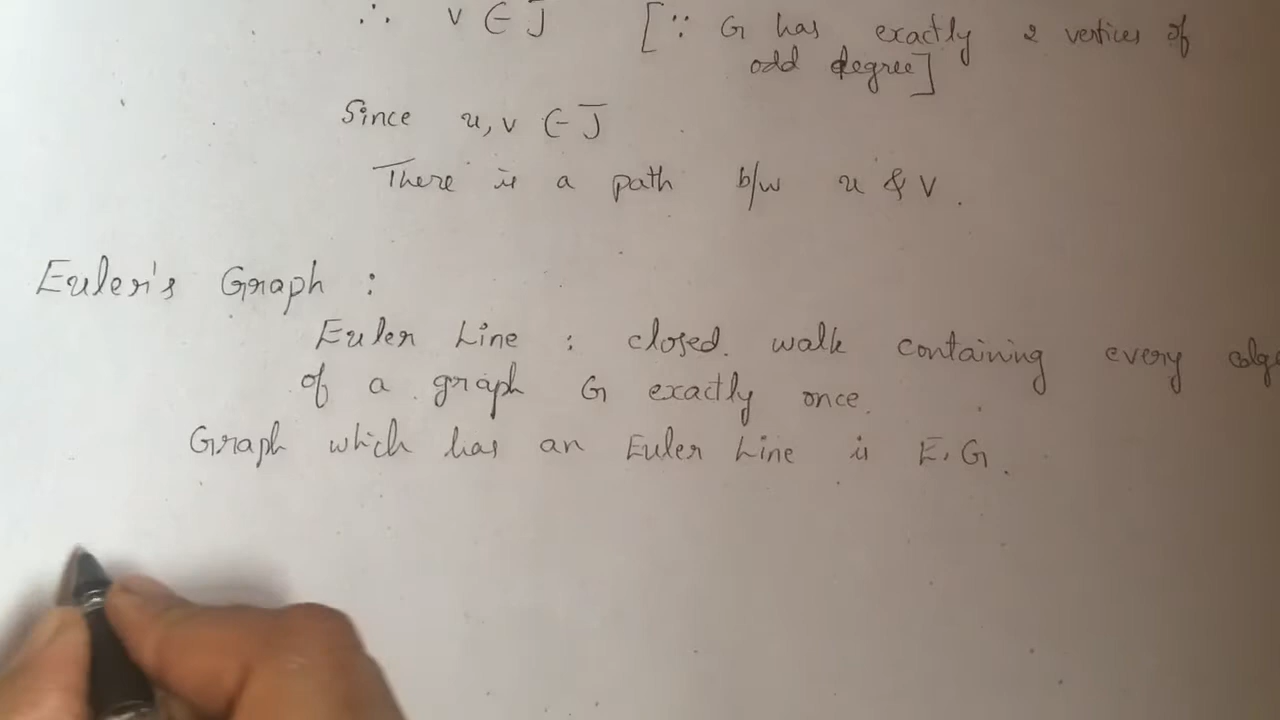 ∴ v ∈ J [∵ G has exactly 2 vertices of
odd degree]
Since u, v ∈ J
There is a path b/w u & v.
Euler's Graph :
Euler Line : closed walk containing every edge
of a graph G exactly once.
Graph which has an Euler Line is E.G.